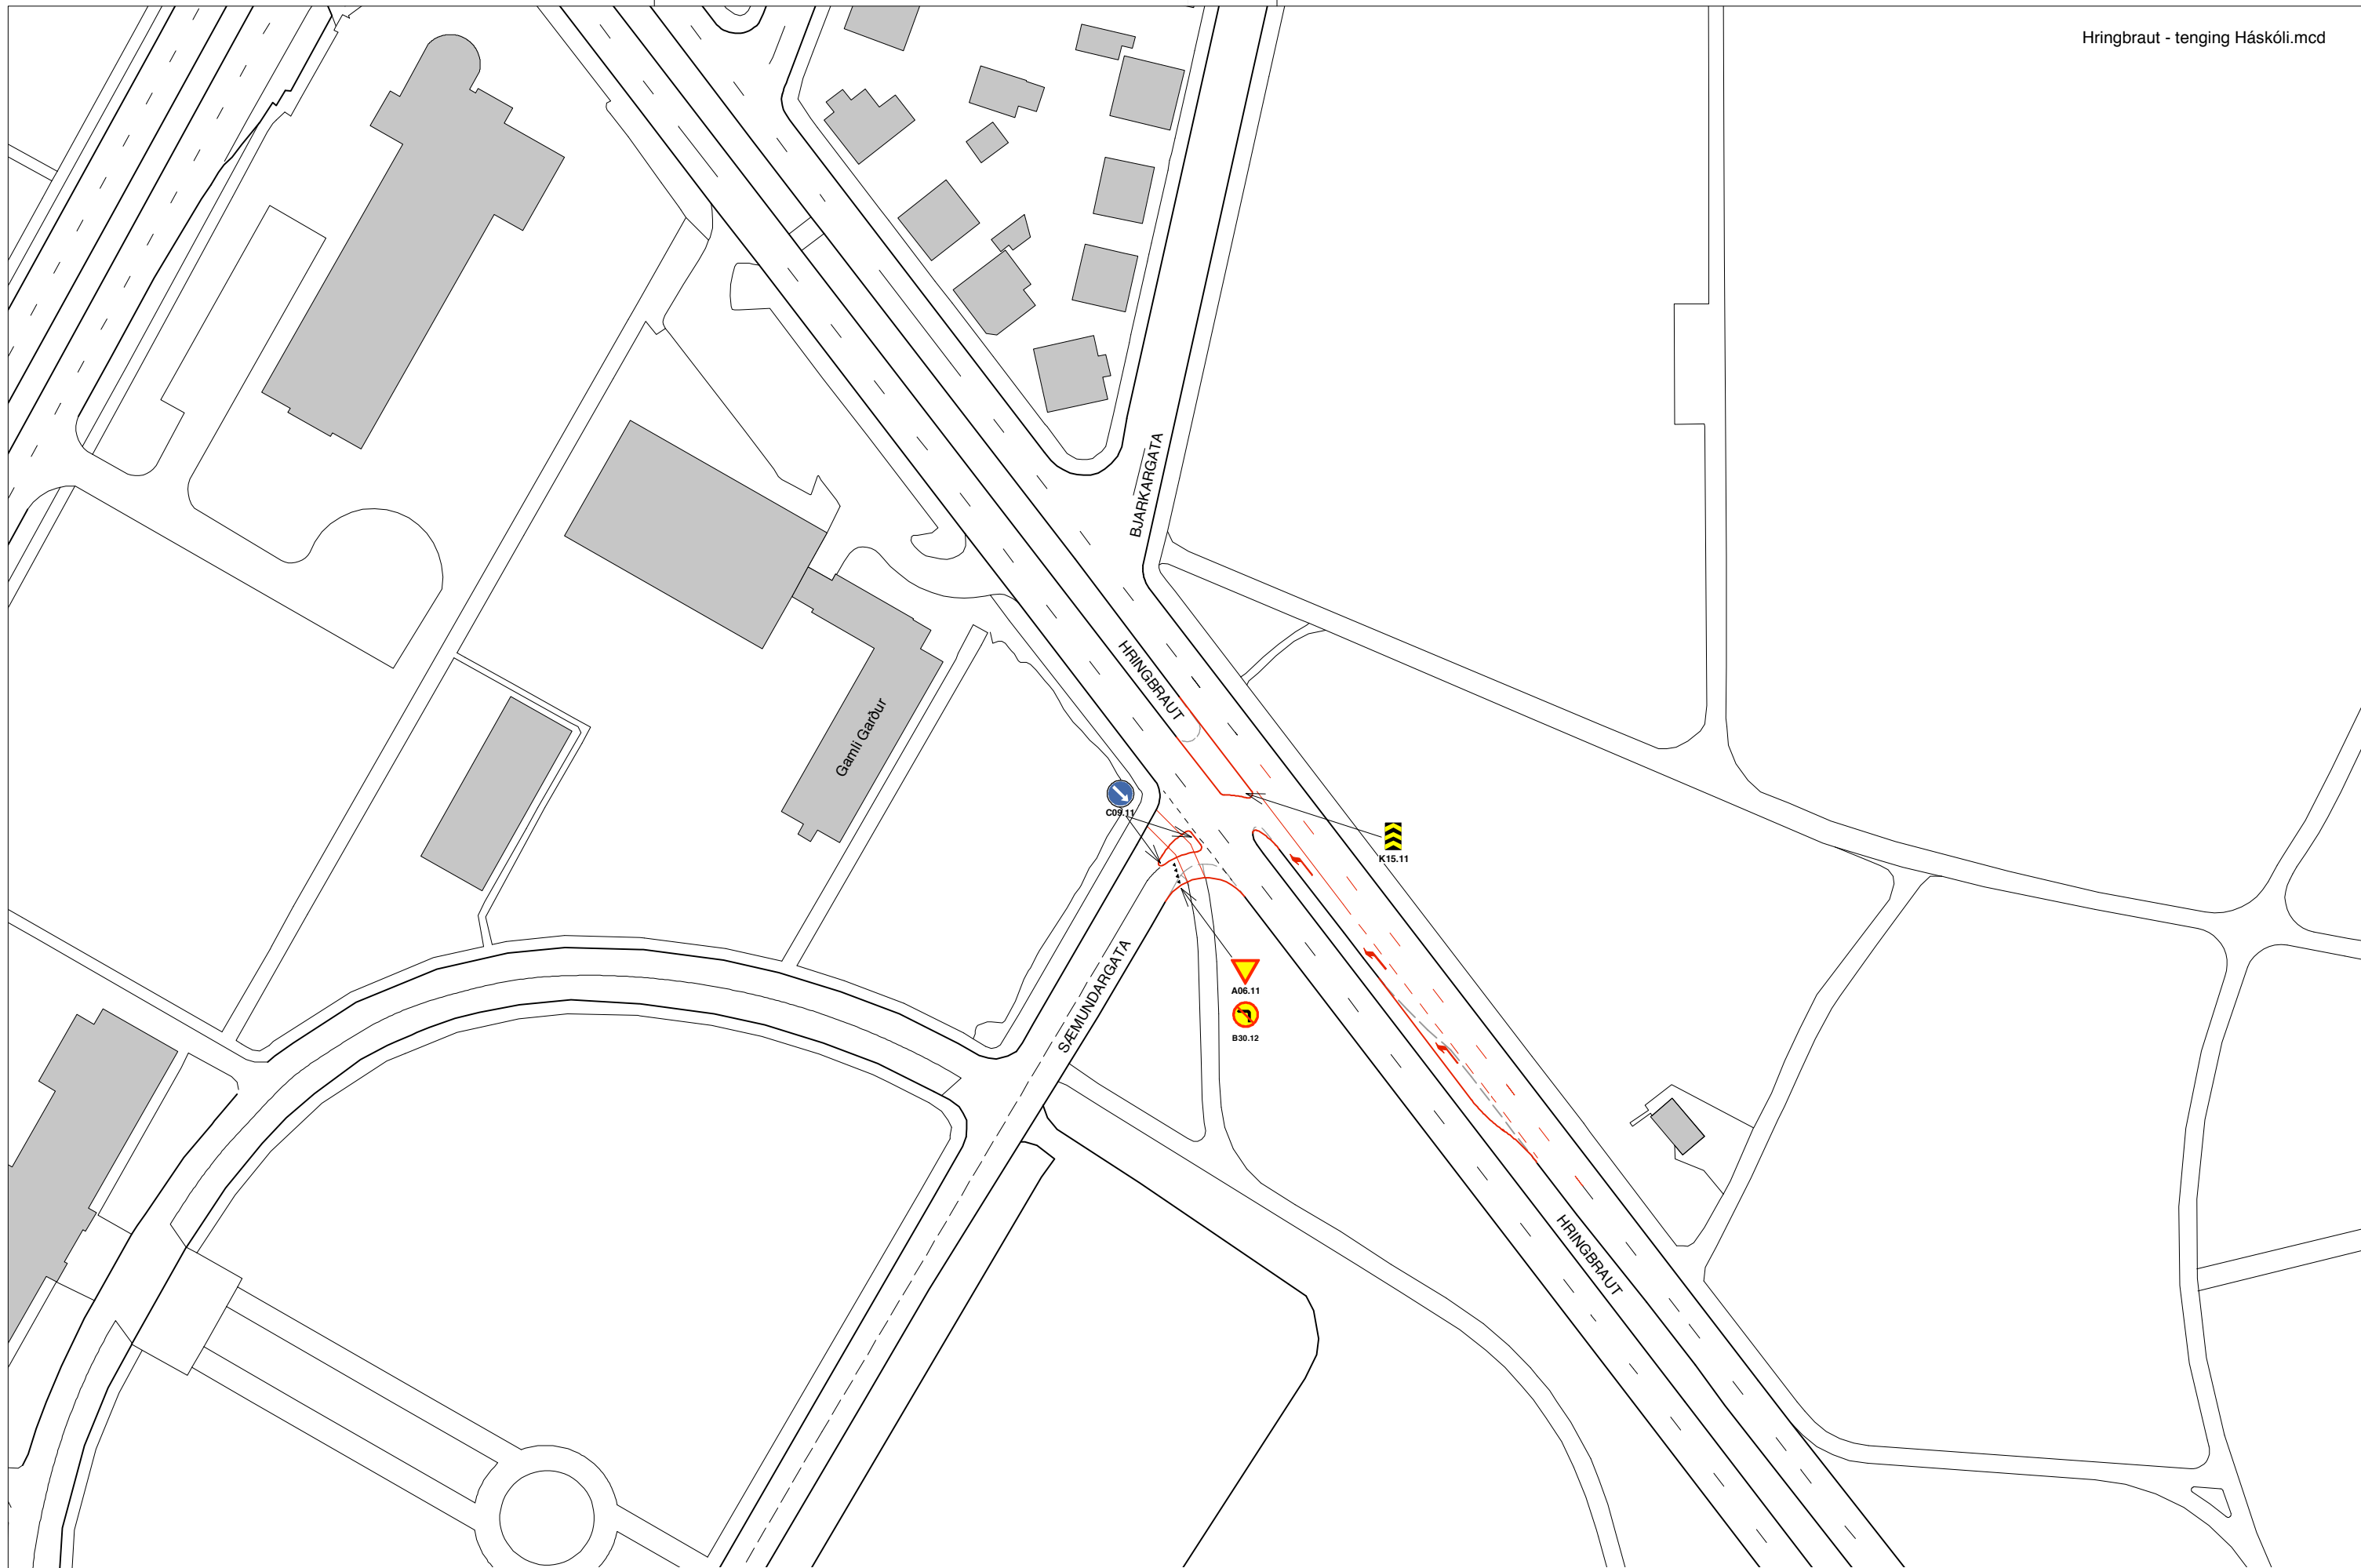 Hringbraut - tenging Háskóli.mcd
BJARKARGATA
HRINGBRAUT
Gamli Garður
C09.11
K15.11
SÆMUNDARGATA
A06.11
B30.12
HRINGBRAUT